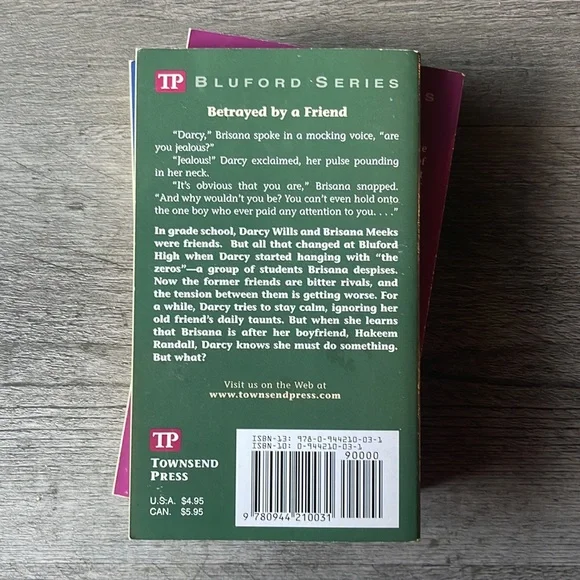 TP BLUFORD SERIES
Betrayed by a Friend
"Darcy," Brisana spoke in a mocking voice, "are
you jealous?"
"Jealous!" Darcy exclaimed, her pulse pounding
in her neck.
"It's obvious that you are," Brisana snapped.
"And why wouldn't you be? You can't even hold onto
the one boy who ever paid any attention to you. . . ."
In grade school, Darcy Wills and Brisana Meeks
were friends. But all that changed at Bluford
High when Darcy started hanging with "the
zeros"—a group of students Brisana despises.
Now the former friends are bitter rivals, and
the tension between them is getting worse. For
a while, Darcy tries to stay calm, ignoring her
old friend's daily taunts. But when she learns
that Brisana is after her boyfriend, Hakeem
Randall, Darcy knows she must do something.
But what?
Visit us on the Web at
www.townsendpress.com
TP
TOWNSEND
PRESS
U.S.A. $4.95
CAN. $5.95
ISBN-13: 978-0-944210-03-1
ISBN-10: 0-944210-03-1
90000
9 780944 210031